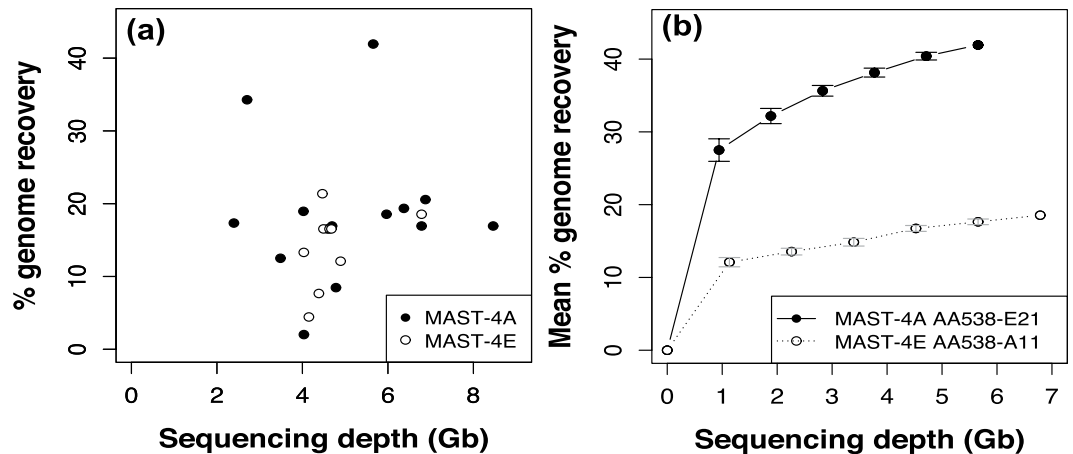 (a)
% genome recovery
40
30
20
10
0
0 2 4 6 8
Sequencing depth (Gb)
MAST-4A
MAST-4E
(b)
Mean % genome recovery
40
30
20
10
0
0 1 2 3 4 5 6 7
Sequencing depth (Gb)
MAST-4A AA538-E21
MAST-4E AA538-A11